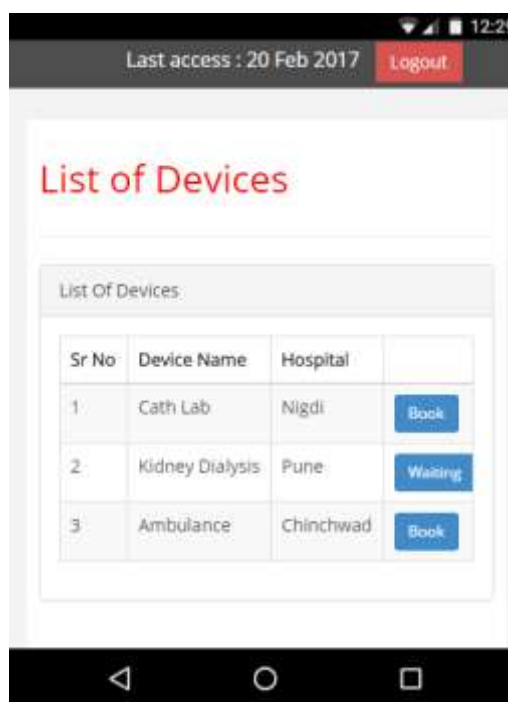 12:29
Last access : 20 Feb 2017 Logout
List of Devices
List Of Devices
Sr No Device Name Hospital
1 Cath Lab Nigdi Book
2 Kidney Dialysis Pune Waiting
3 Ambulance Chinchwad Book